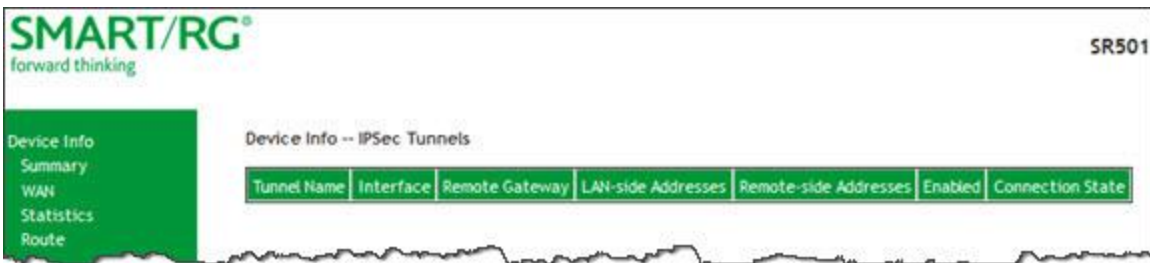 SMART/RG®
forward thinking
SR501
Device Info
Summary
WAN
Statistics
Route
Device Info -- IPSec Tunnels
Tunnel Name Interface Remote Gateway LAN-side Addresses Remote-side Addresses Enabled Connection State